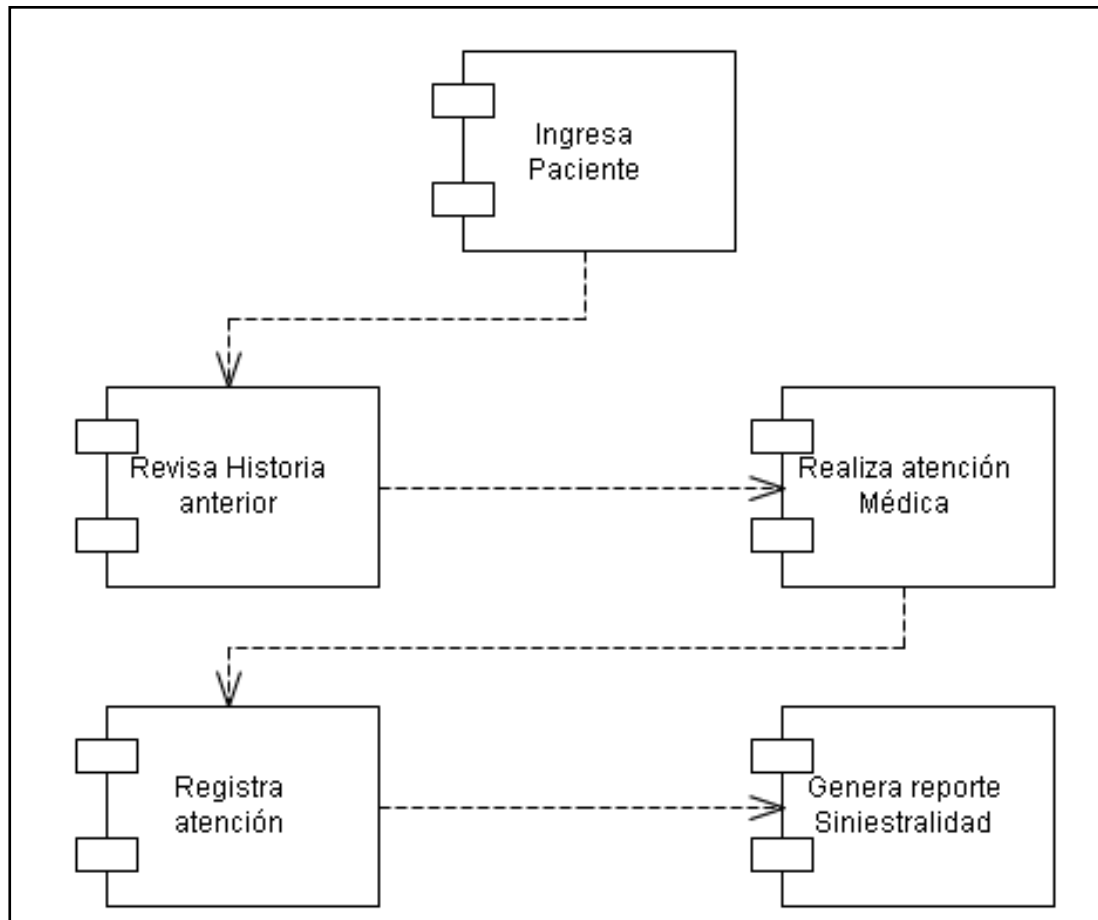 Ingresa
Paciente
Revisa Historia
anterior
Realiza atención
Médica
Registra
atención
Genera reporte
Siniestralidad